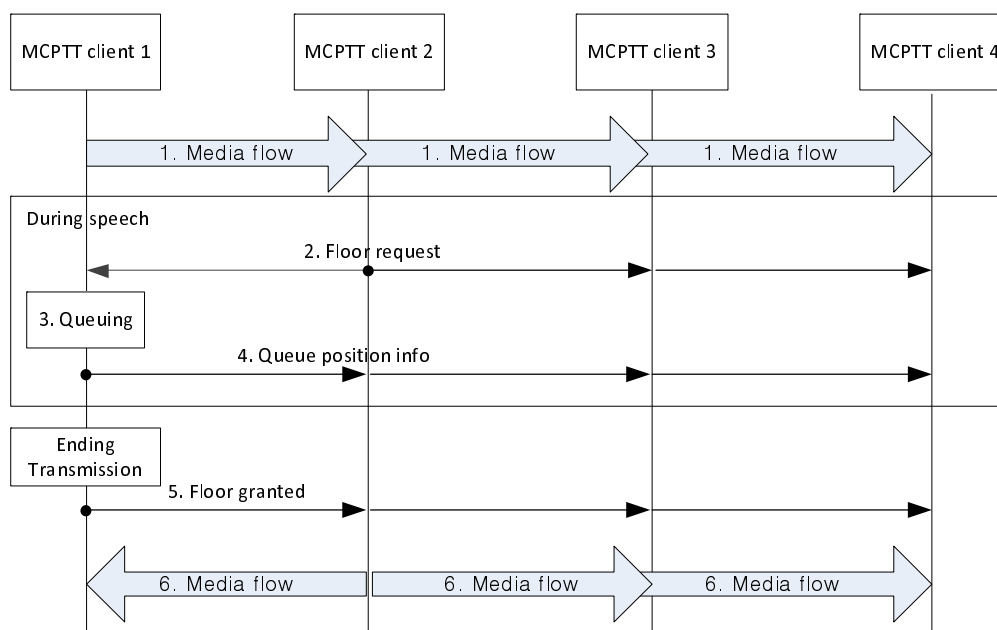 MCPTT client 1
MCPTT client 2
MCPTT client 3
MCPTT client 4
1. Media flow
1. Media flow
1. Media flow
During speech
2. Floor request
3. Queuing
4. Queue position info
Ending
Transmission
5. Floor granted
6. Media flow
6. Media flow
6. Media flow